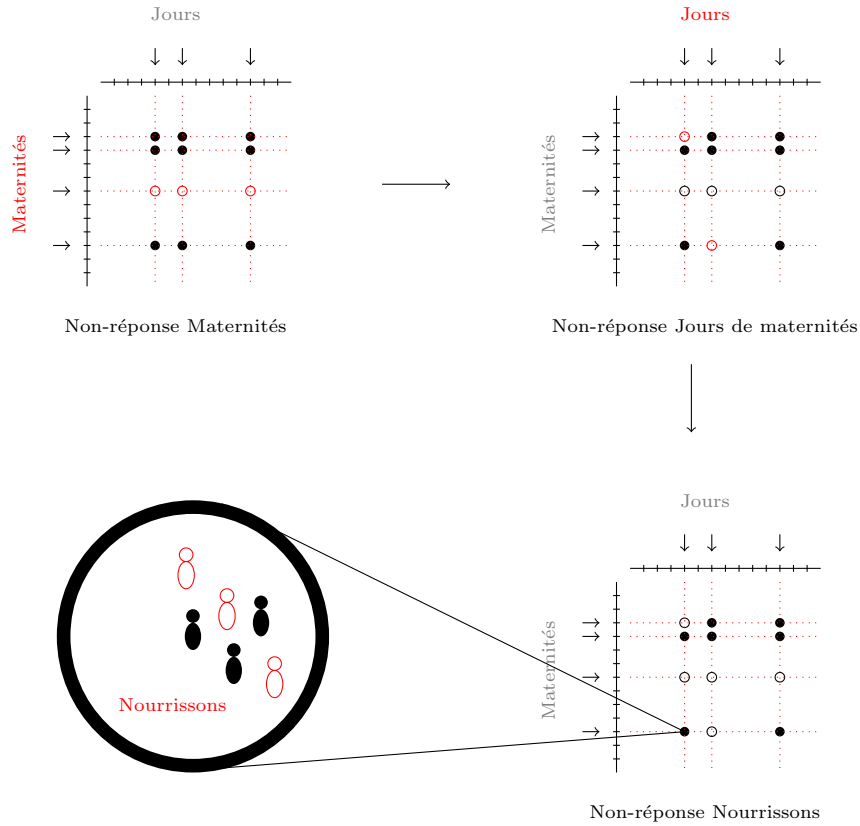 Jours
Maternités
Non-réponse Maternités
Jours
Maternités
Non-réponse Jours de maternités
Nourrissons
Jours
Maternités
Non-réponse Nourrissons